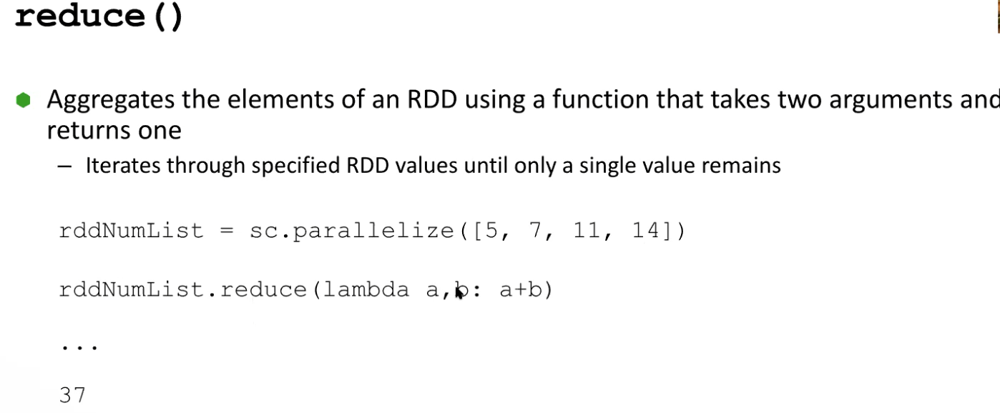 reduce()
Aggregates the elements of an RDD using a function that takes two arguments and
returns one
– Iterates through specified RDD values until only a single value remains
rddNumList = sc.parallelize([5, 7, 11, 14])
rddNumList.reduce(lambda a,b: a+b)
...
37